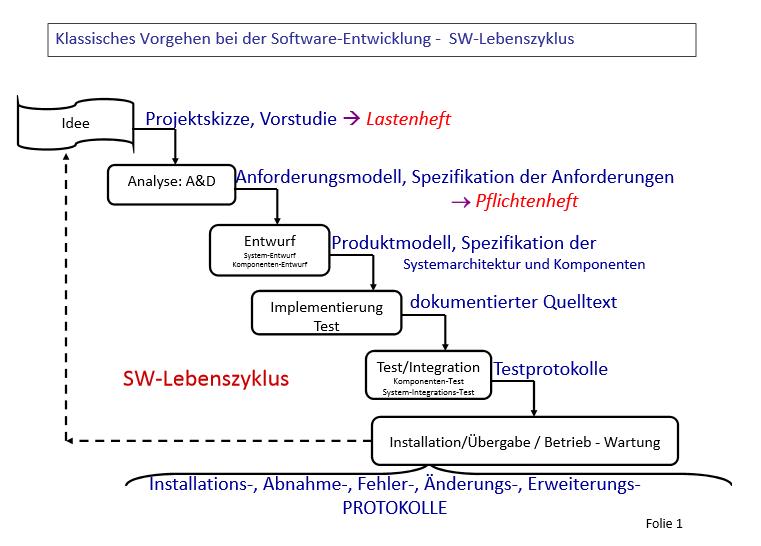 Klassisches Vorgehen bei der Software-Entwicklung - SW-Lebenszyklus
Idee
Projektskizze, Vorstudie → Lastenheft
Analyse: A&D
Anforderungsmodell, Spezifikation der Anforderungen
→ Pflichtenheft
Entwurf
System-Entwurf
Komponenten-Entwurf
Produktmodell, Spezifikation der
Systemarchitektur und Komponenten
Implementierung
Test
dokumentierter Quelltext
Test/Integration
Komponenten-Test
System-Integrations-Test
Testprotokolle
SW-Lebenszyklus
Installation/Übergabe / Betrieb - Wartung
Installations-, Abnahme-, Fehler-, Änderungs-, Erweiterungs-
PROTOKOLLE
Folie 1